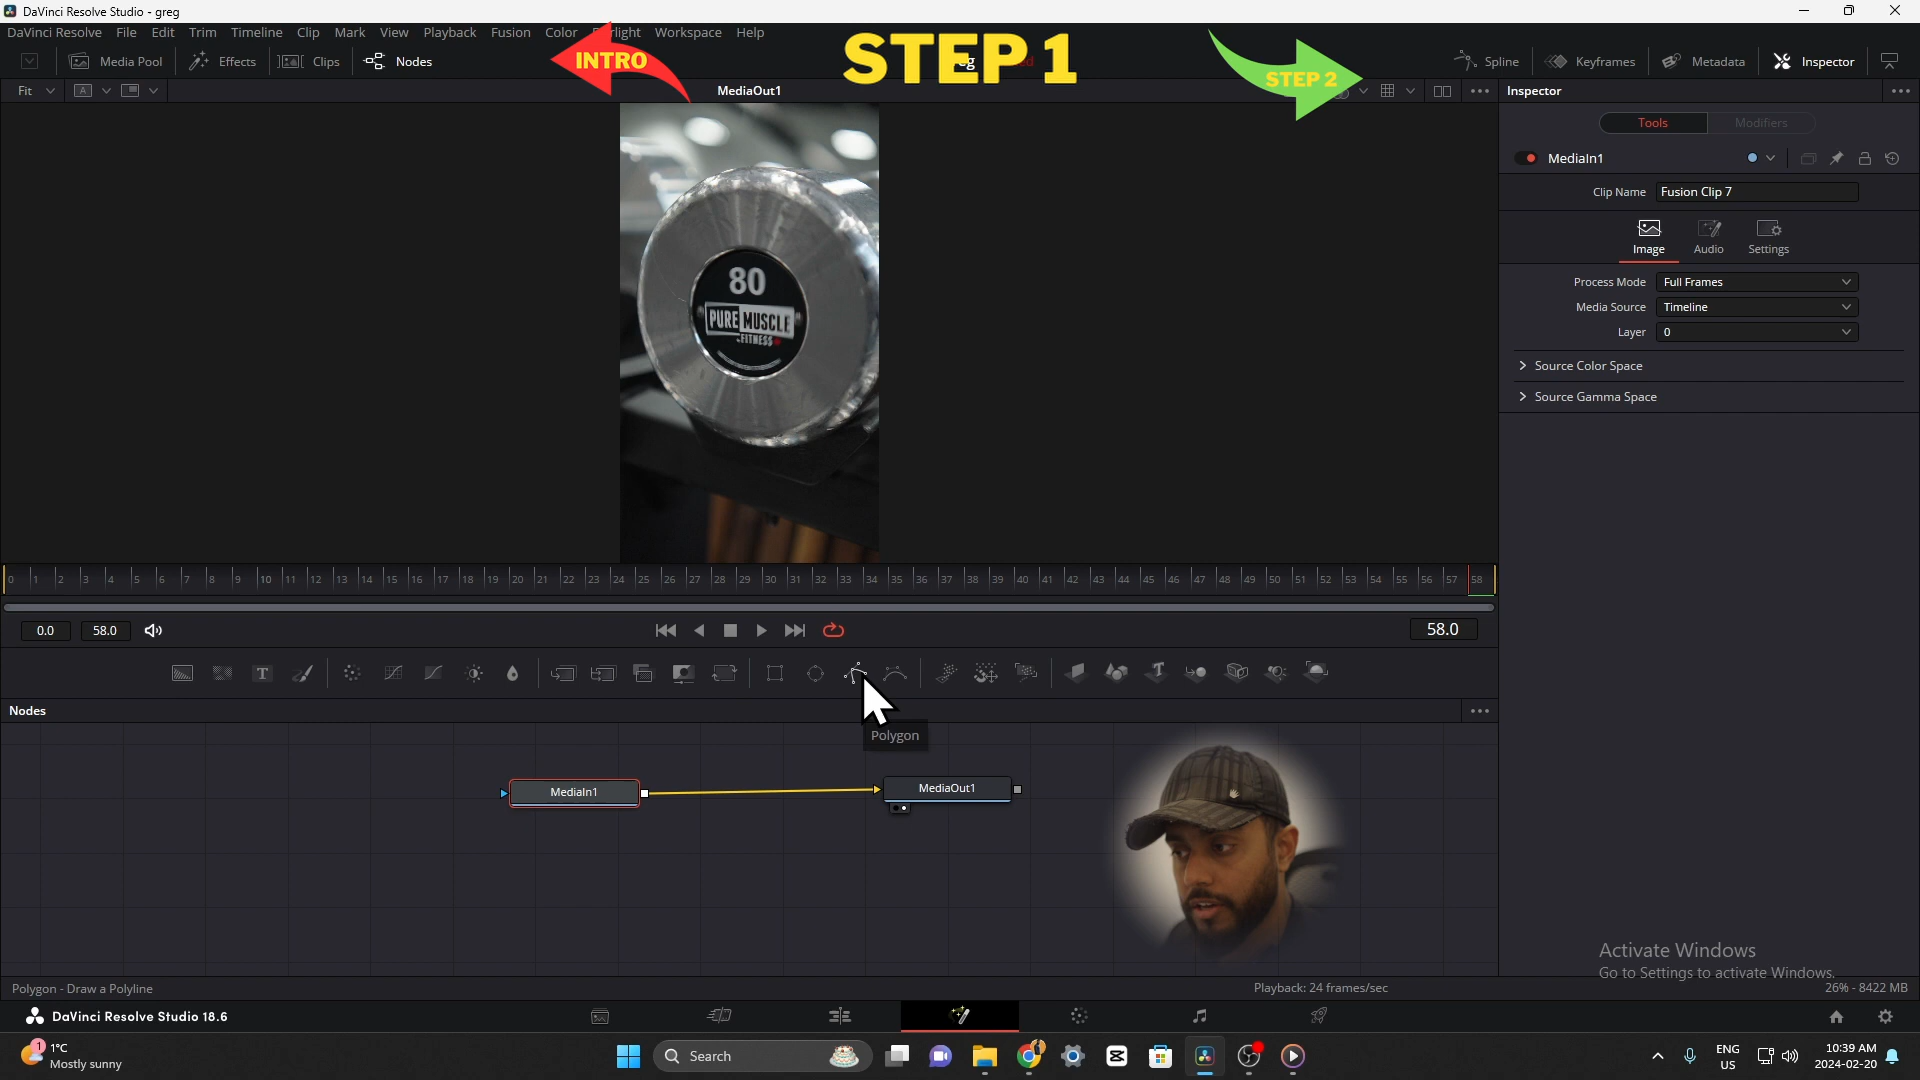 DaVinci Resolve Studio - greg
DaVinci Resolve File Edit Trim Timeline Clip Mark View Playback Fusion Color Workspace Help
INTRO
STEP 1
STEP 2
Media Pool Effects Clips Nodes
Spline Keyframes Metadata Inspector
Fit
MediaOut1
Inspector
Tools Modifiers
MediaIn1
Clip Name Fusion Clip 7
Image Audio Settings
Process Mode Full Frames
Media Source Timeline
Layer 0
Source Color Space
Source Gamma Space
80
PURE MUSCLE
FITNESS
0 1 2 3 4 5 6 7 8 9 10 11 12 13 14 15 16 17 18 19 20 21 22 23 24 25 26 27 28 29 30 31 32 33 34 35 36 37 38 39 40 41 42 43 44 45 46 47 48 49 50 51 52 53 54 55 56 57 58
0.0 58.0
58.0
Nodes
Polygon
MediaIn1
MediaOut1
Activate Windows
Go to Settings to activate Windows.
Polygon - Draw a Polyline
Playback: 24 frames/sec
26% - 8422 MB
DaVinci Resolve Studio 18.6
1
1°C
Mostly sunny
Search
ENG
US
10:39 AM
2024-02-20